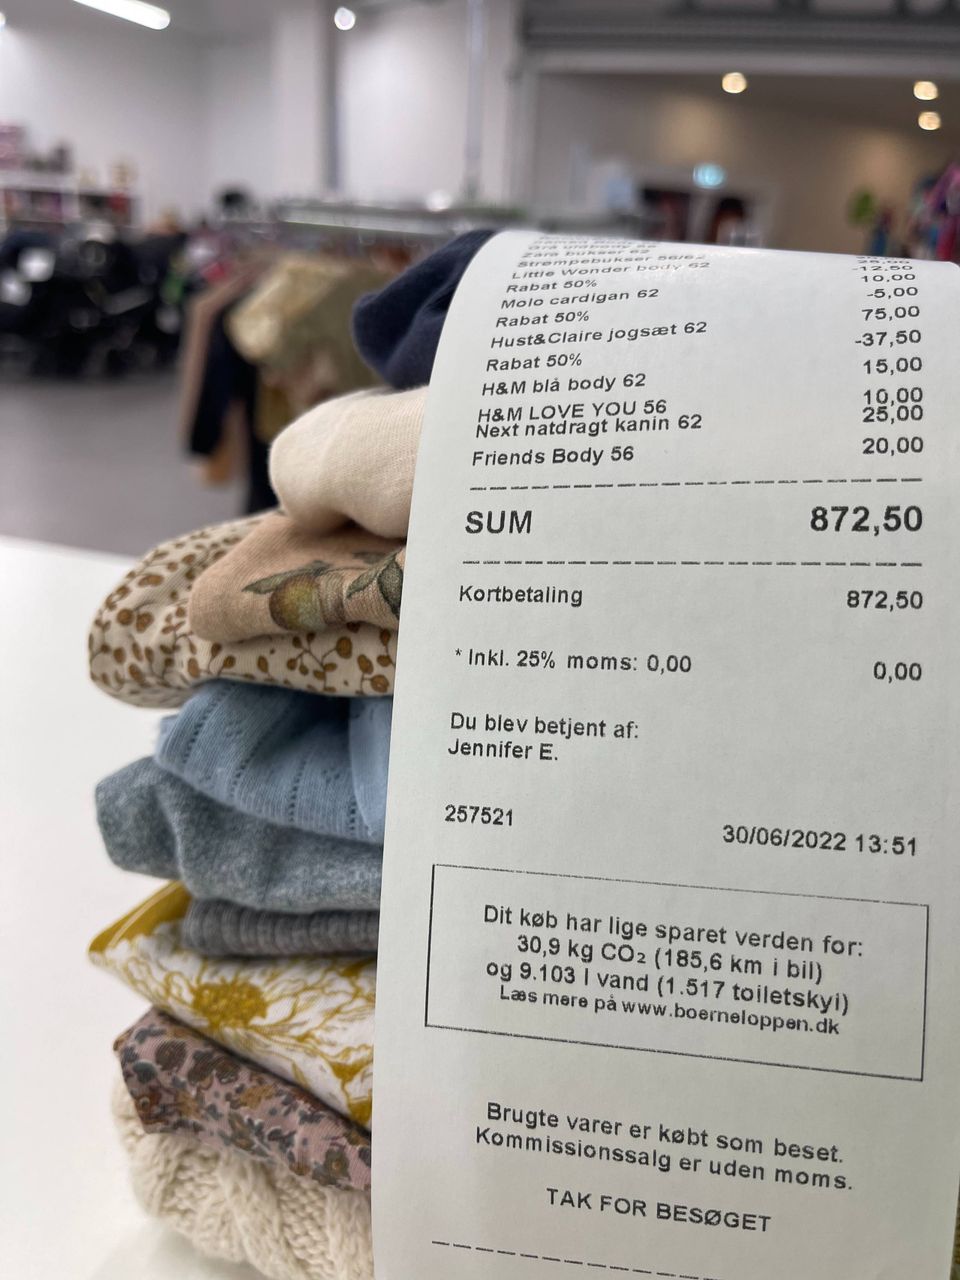 Zara bukser 62
Strømpebukser 56/62
-12,50
Little Wonder body 62 10,00
Rabat 50% -5,00
Molo cardigan 62 75,00
Rabat 50% -37,50
Hust&Claire jogsæt 62
Rabat 50% 15,00
H&M blå body 62 10,00
H&M LOVE YOU 56 25,00
Next natdragt kanin 62
Friends Body 56 20,00
SUM 872,50
Kortbetaling 872,50
* Inkl. 25% moms: 0,00 0,00
Du blev betjent af:
Jennifer E.
257521 30/06/2022 13:51
Dit køb har lige sparet verden for:
30,9 kg CO₂ (185,6 km i bil)
og 9.103 l vand (1.517 toiletskyl)
Læs mere på www.boerneloppen.dk
Brugte varer er købt som beset.
Kommissionssalg er uden moms.
TAK FOR BESØGET